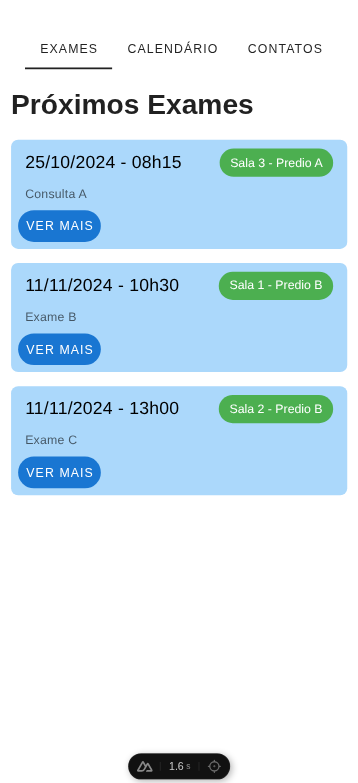 EXAMES CALENDÁRIO CONTATOS
Próximos Exames
25/10/2024 - 08h15 Sala 3 - Predio A
Consulta A
VER MAIS
11/11/2024 - 10h30 Sala 1 - Predio B
Exame B
VER MAIS
11/11/2024 - 13h00 Sala 2 - Predio B
Exame C
VER MAIS
1.6 s